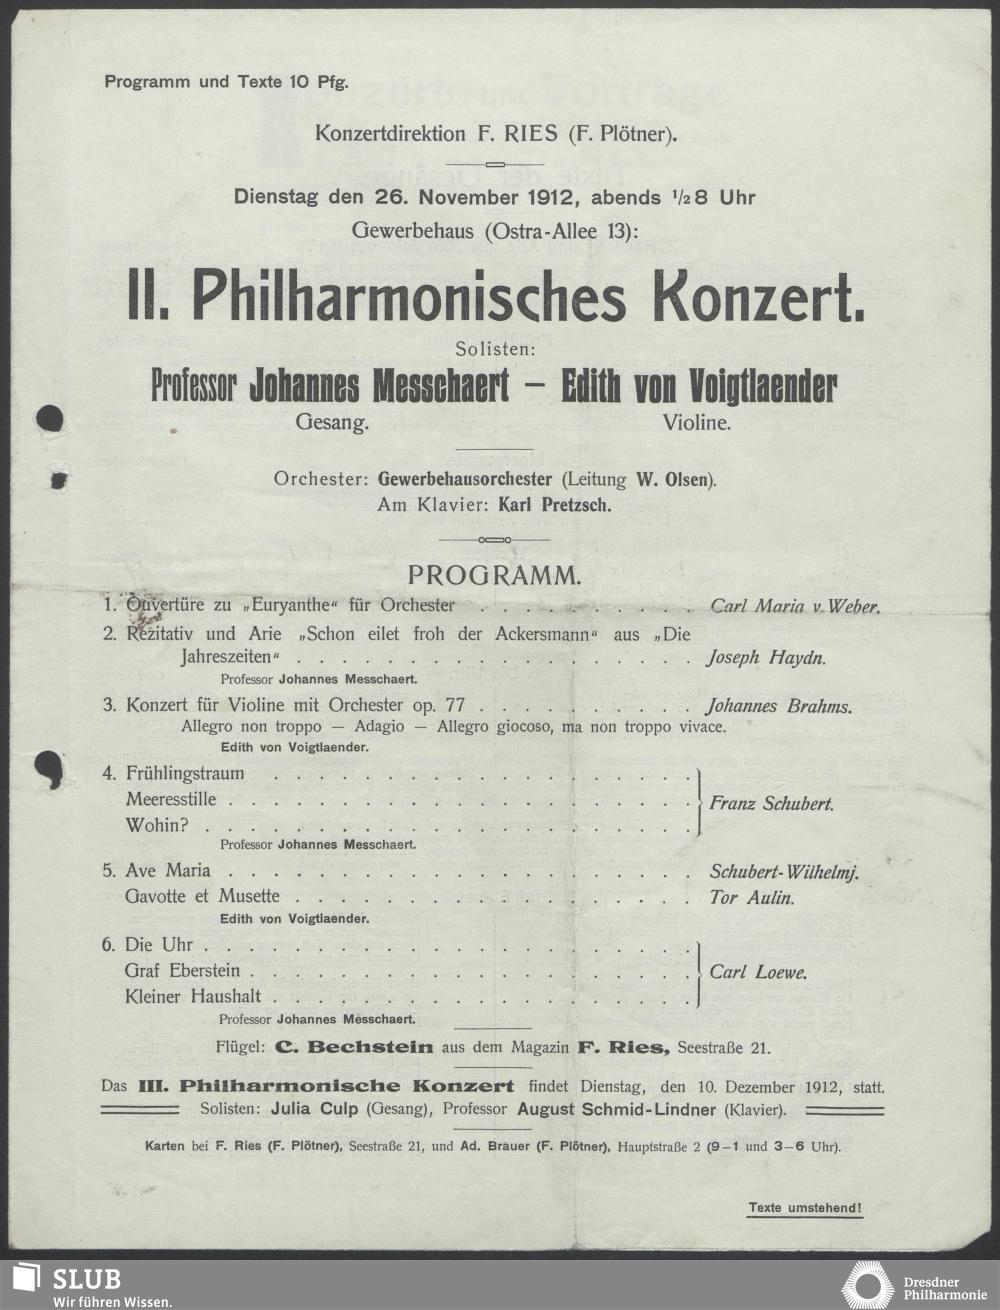 Programm und Texte 10 Pfg.
Konzertdirektion F. RIES (F. Plötner).
Dienstag den 26. November 1912, abends 1/2 8 Uhr
Gewerbehaus (Ostra-Allee 13):
II. Philharmonisches Konzert.
Solisten:
Professor Johannes Messchaert — Edith von Voigtlaender
Gesang. Violine.
Orchester: Gewerbehausorchester (Leitung W. Olsen).
Am Klavier: Karl Pretzsch.
PROGRAMM.
1. Ouvertüre zu „Euryanthe“ für Orchester . . . . . . . . . . Carl Maria v. Weber.
2. Rezitativ und Arie „Schon eilet froh der Ackersmann“ aus „Die
Jahreszeiten“ . . . . . . . . . . . . . . . . . . Joseph Haydn.
Professor Johannes Messchaert.
3. Konzert für Violine mit Orchester op. 77 . . . . . . . . . . Johannes Brahms.
Allegro non troppo — Adagio — Allegro giocoso, ma non troppo vivace.
Edith von Voigtlaender.
4. Frühlingstraum . . . . . . . . . . . . . . . . . . .
Meeresstille . . . . . . . . . . . . . . . . . . . . . Franz Schubert.
Wohin? . . . . . . . . . . . . . . . . . . . . . .
Professor Johannes Messchaert.
5. Ave Maria . . . . . . . . . . . . . . . . . . . . . Schubert-Wilhelmj.
Gavotte et Musette . . . . . . . . . . . . . . . . . . Tor Aulin.
Edith von Voigtlaender.
6. Die Uhr . . . . . . . . . . . . . . . . . . . . . .
Graf Eberstein . . . . . . . . . . . . . . . . . . . . Carl Loewe.
Kleiner Haushalt . . . . . . . . . . . . . . . . . . .
Professor Johannes Messchaert.
Flügel: C. Bechstein aus dem Magazin F. Ries, Seestraße 21.
Das III. Philharmonische Konzert findet Dienstag, den 10. Dezember 1912, statt.
Solisten: Julia Culp (Gesang), Professor August Schmid-Lindner (Klavier).
Karten bei F. Ries (F. Plötner), Seestraße 21, und Ad. Brauer (F. Plötner), Hauptstraße 2 (9—1 und 3—6 Uhr).
Texte umstehend!
SLUB
Wir führen Wissen.
Dresdner
Philharmonie